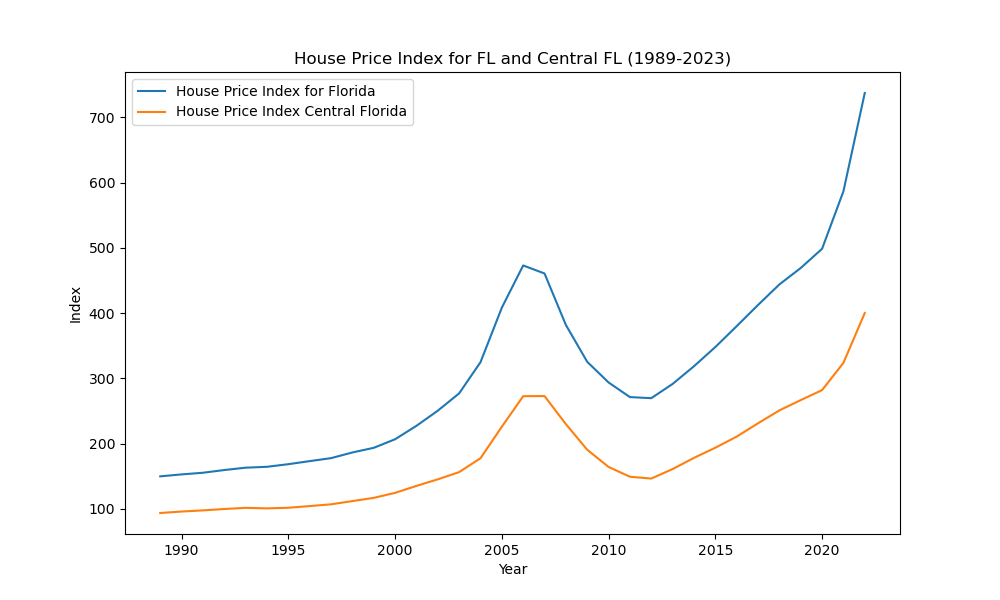 House Price Index for FL and Central FL (1989-2023)
House Price Index for Florida
House Price Index Central Florida
700
600
500
400
300
200
100
Index
1990 1995 2000 2005 2010 2015 2020
Year